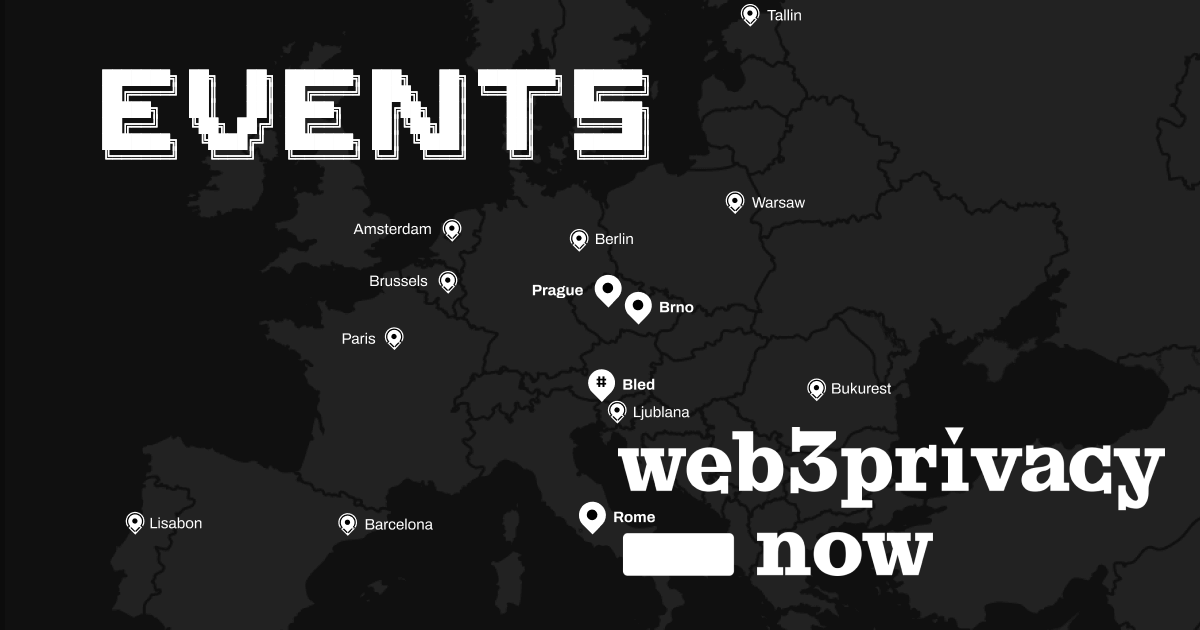 Tallin
EVENTS
Warsaw
Amsterdam
Berlin
Brussels
Prague
Brno
Paris
#
Bled
Bukurest
Ljublana
web3privacy
now
Rome
Lisabon
Barcelona